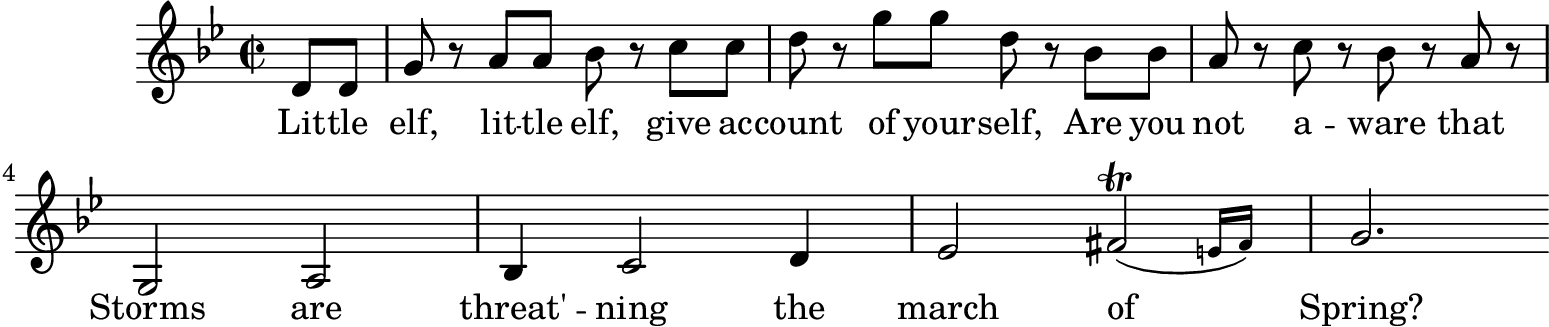 Little elf, lit-tle elf, give account of yourself, Are you not a - ware that
4
Storms are threat' - ning the march of Spring?